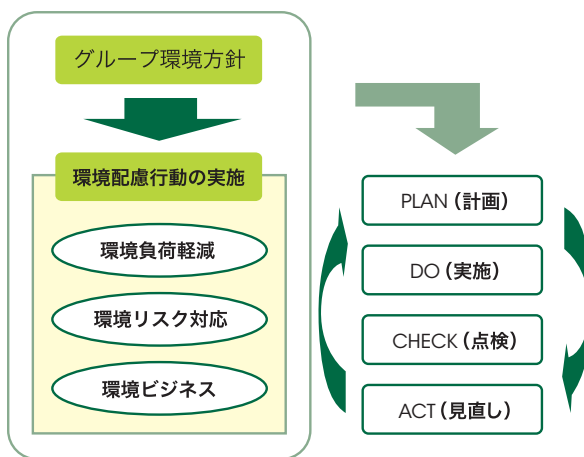 グループ環境方針
環境配慮行動の実施
環境負荷軽減
環境リスク対応
環境ビジネス
PLAN（計画）
DO（実施）
CHECK（点検）
ACT（見直し）